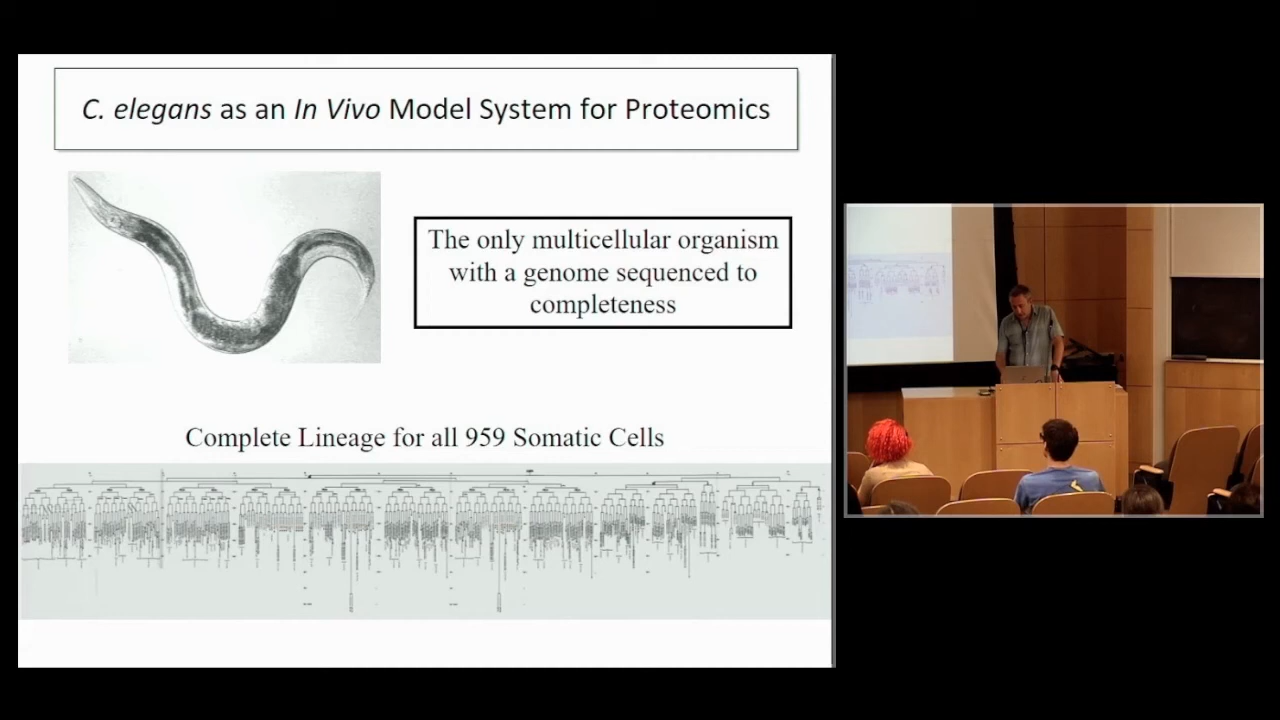 C. elegans as an In Vivo Model System for Proteomics
The only multicellular organism
with a genome sequenced to
completeness
Complete Lineage for all 959 Somatic Cells